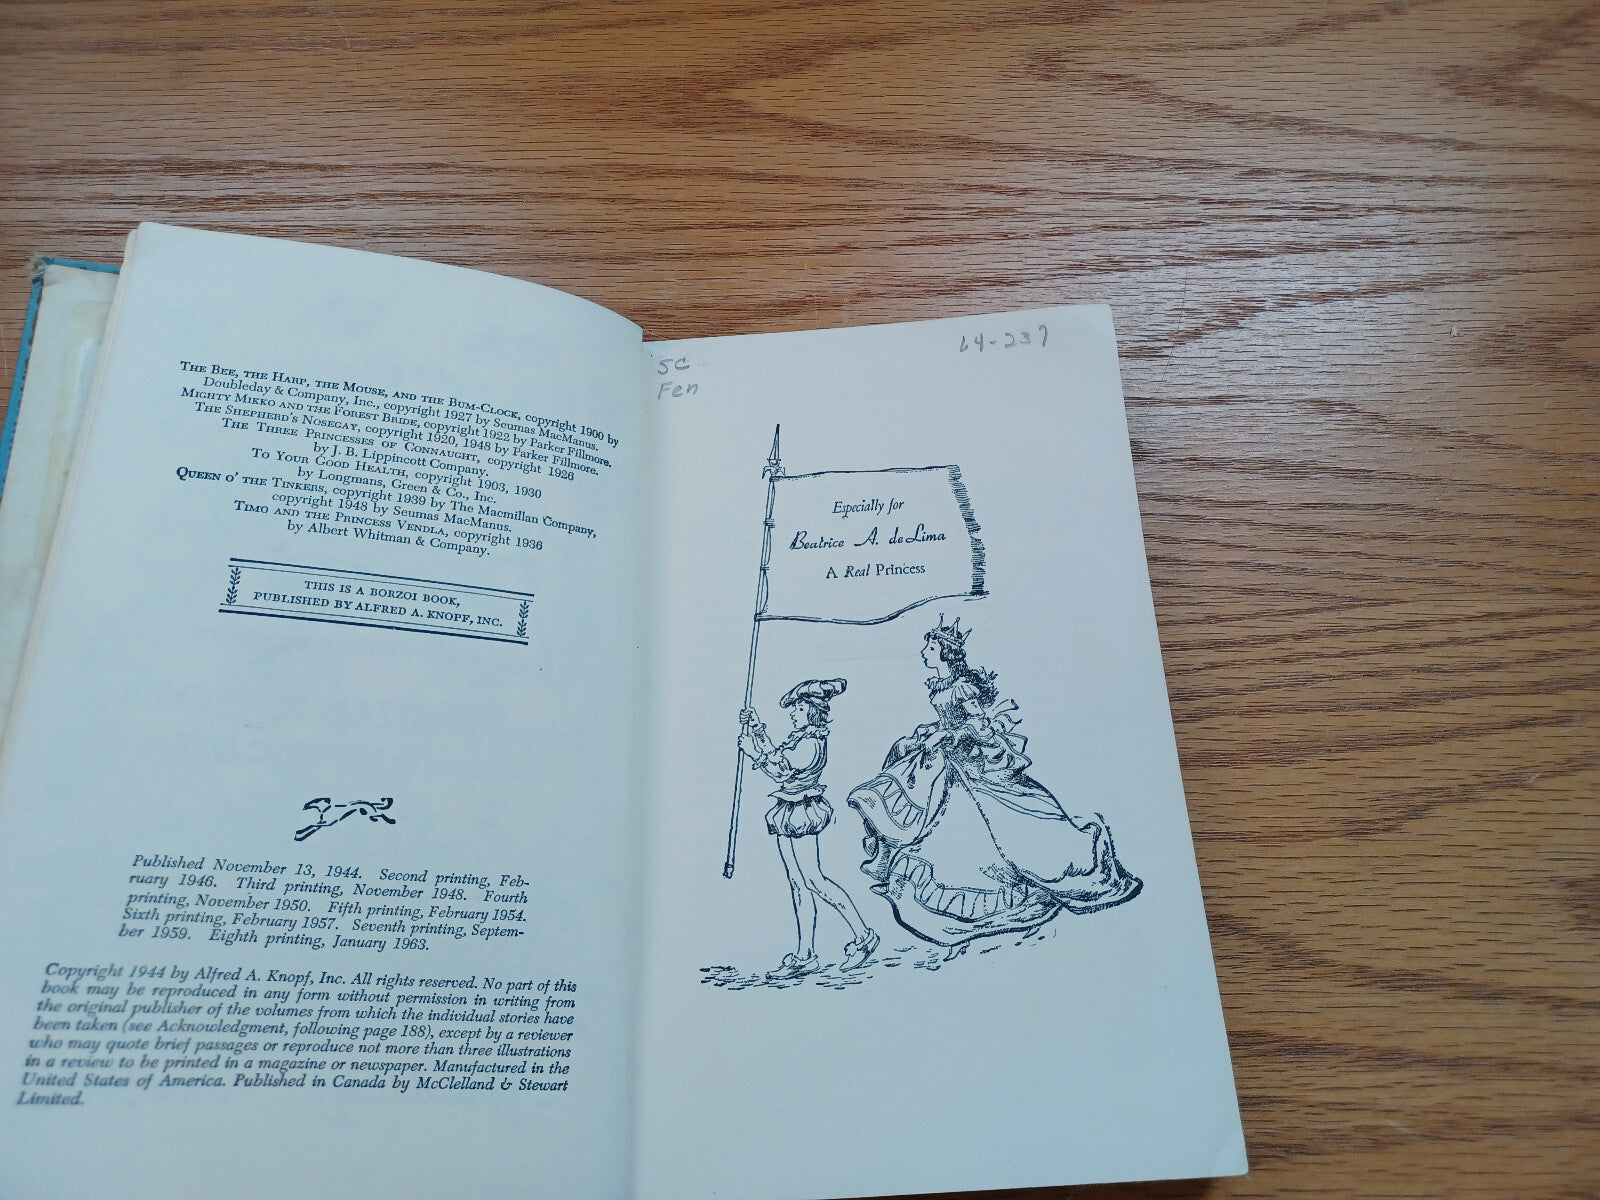 The Bee, the Harp, the Mouse, and the Bum-Clock, copyright 1900 by
Doubleday & Company, Inc., copyright 1927 by Seumas MacManus.
Mighty Mikko and the Forest Bride, copyright 1922 by Parker Fillmore.
The Shepherd's Nosegay, copyright 1920, 1948 by Parker Fillmore.
The Three Princesses of Connaught, copyright 1926
by J. B. Lippincott Company.
To Your Good Health, copyright 1903, 1930
by Longmans, Green & Co., Inc.
Queen o' the Tinkers, copyright 1939 by The Macmillan Company,
copyright 1948 by Seumas MacManus.
Timo and the Princess Vendla, copyright 1936
by Albert Whitman & Company.
THIS IS A BORZOI BOOK,
PUBLISHED BY ALFRED A. KNOPF, INC.
Published November 13, 1944. Second printing, Feb-
ruary 1946. Third printing, November 1948. Fourth
printing, November 1950. Fifth printing, February 1954.
Sixth printing, February 1957. Seventh printing, Septem-
ber 1959. Eighth printing, January 1963.
Copyright 1944 by Alfred A. Knopf, Inc. All rights reserved. No part of this
book may be reproduced in any form without permission in writing from
the original publisher of the volumes from which the individual stories have
been taken (see Acknowledgment, following page 188), except by a reviewer
who may quote brief passages or reproduce not more than three illustrations
in a review to be printed in a magazine or newspaper. Manufactured in the
United States of America. Published in Canada by McClelland & Stewart
Limited.
64-237
SC
Fen
Especially for
Beatrice A. de Lima
A Real Princess